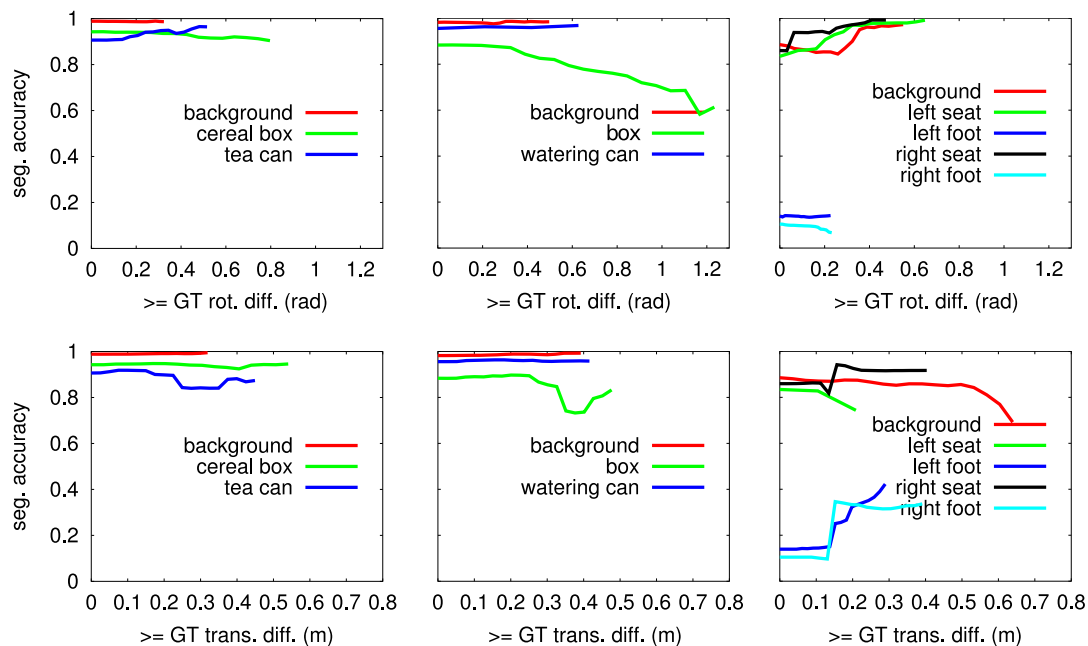 seg. accuracy
1
0.8
0.6
0.4
0.2
0
background
cereal box
tea can
0 0.2 0.4 0.6 0.8 1 1.2
>= GT rot. diff. (rad)
background
box
watering can
0 0.2 0.4 0.6 0.8 1 1.2
>= GT rot. diff. (rad)
background
left seat
left foot
right seat
right foot
0 0.2 0.4 0.6 0.8 1 1.2
>= GT rot. diff. (rad)
seg. accuracy
1
0.8
0.6
0.4
0.2
0
background
cereal box
tea can
0 0.1 0.2 0.3 0.4 0.5 0.6 0.7 0.8
>= GT trans. diff. (m)
background
box
watering can
0 0.1 0.2 0.3 0.4 0.5 0.6 0.7 0.8
>= GT trans. diff. (m)
background
left seat
left foot
right seat
right foot
0 0.1 0.2 0.3 0.4 0.5 0.6 0.7 0.8
>= GT trans. diff. (m)